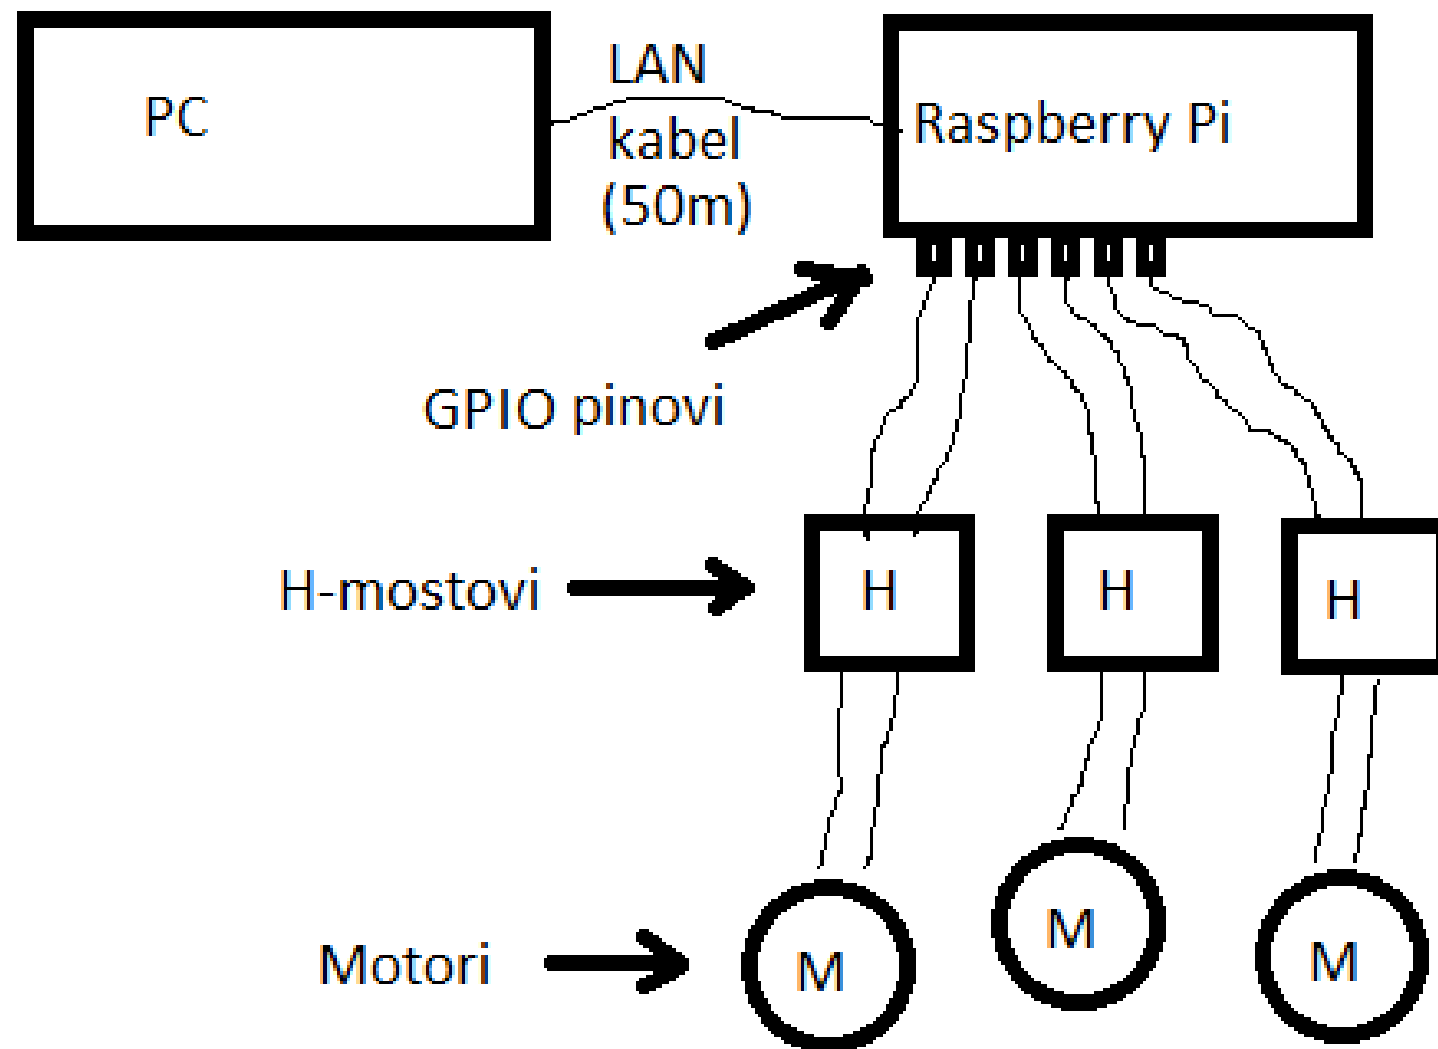 PC
LAN
kabel
(50m)
Raspberry Pi
GPIO pinovi
H-mostovi
H
H
H
Motori
M
M
M